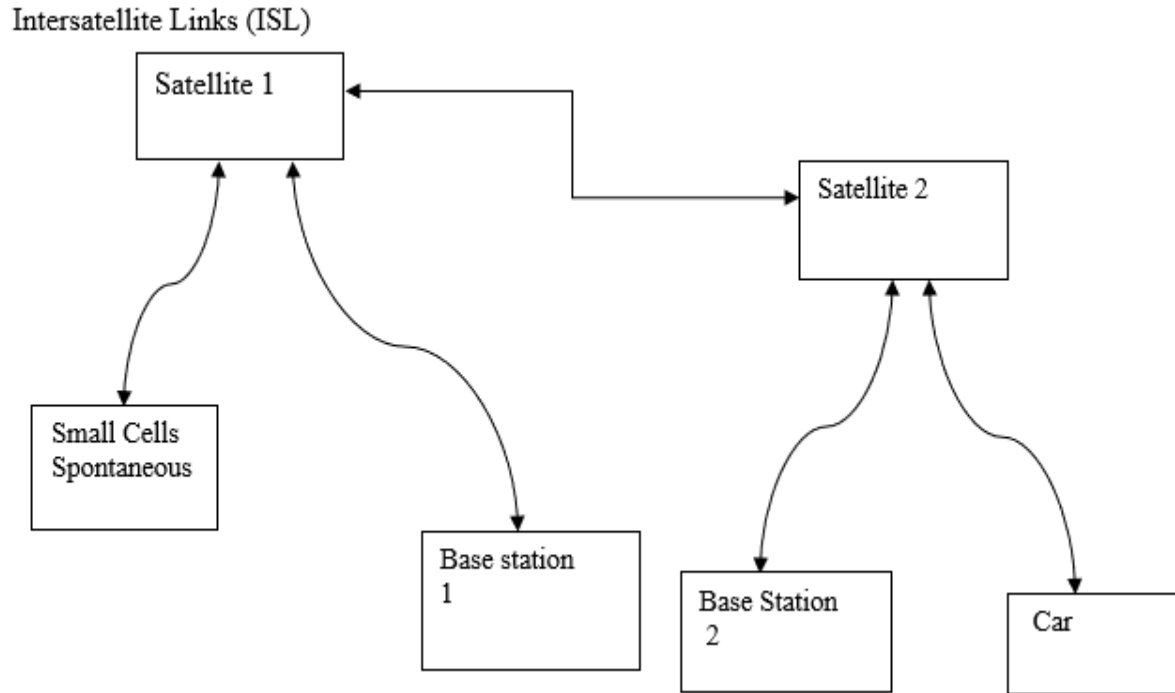 Intersatellite Links (ISL)
Satellite 1
Satellite 2
Small Cells
Spontaneous
Base station
1
Base Station
2
Car